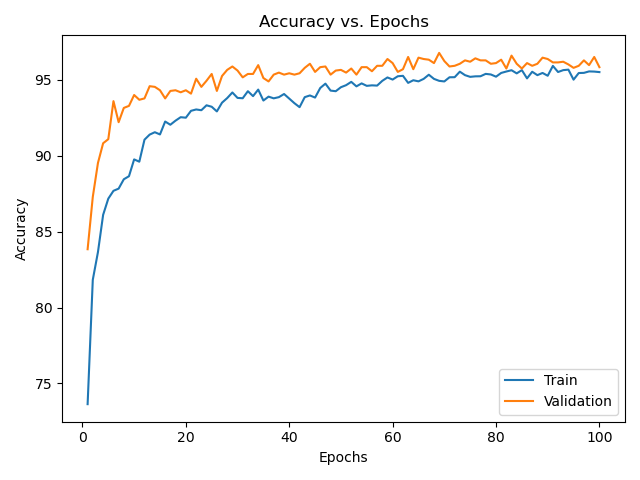 Accuracy vs. Epochs
Accuracy
95
90
85
80
75
0 20 40 60 80 100
Epochs
Train
Validation